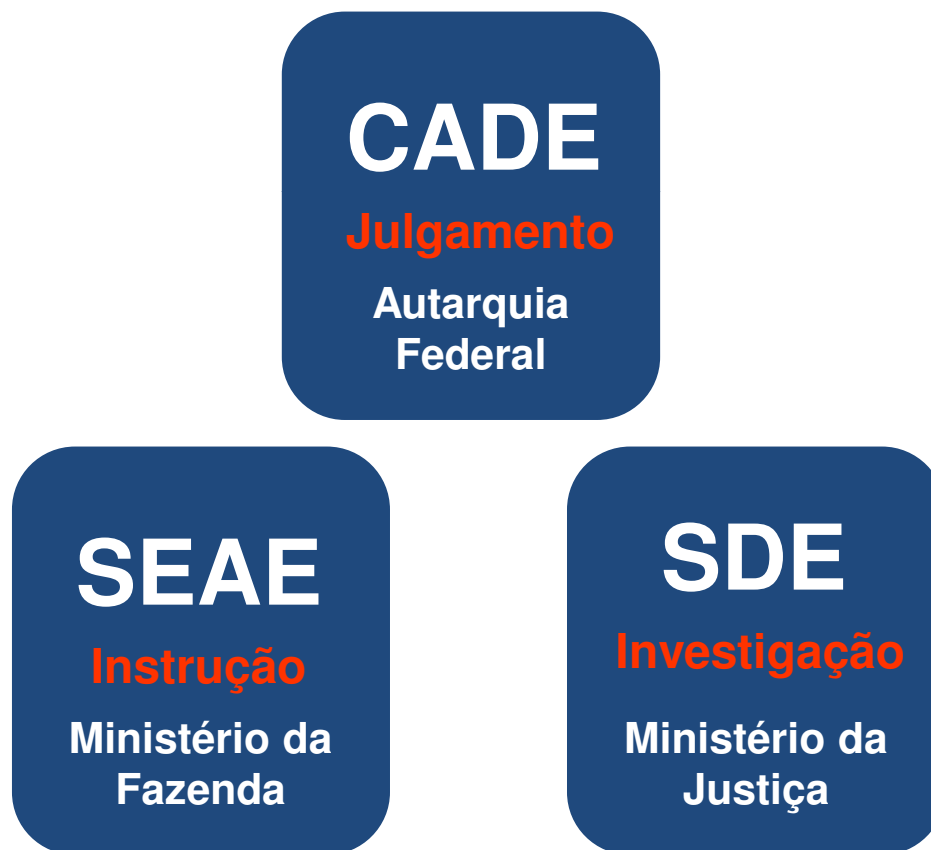 CADE
Julgamento
Autarquia
Federal
SEAE
Instrução
Ministério da
Fazenda
SDE
Investigação
Ministério da
Justiça